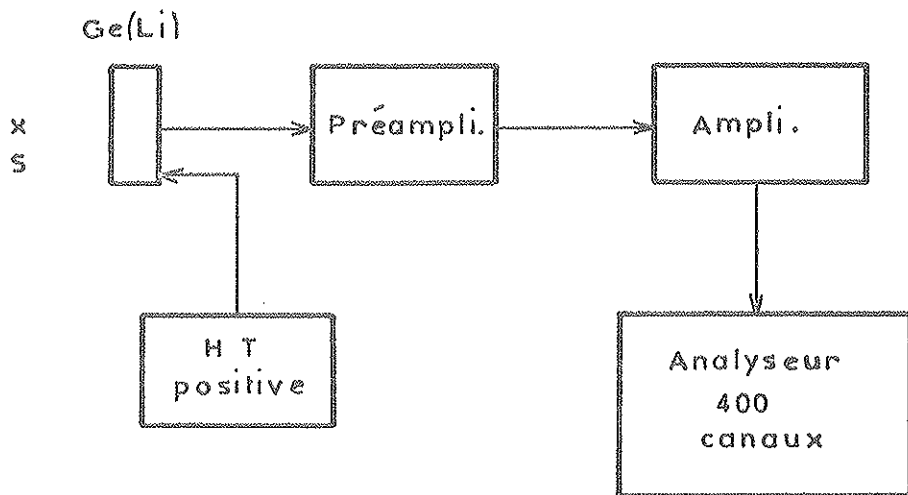 Ge(Li)
x
S
Préampli.
Ampli.
H T
positive
Analyseur
400
canaux